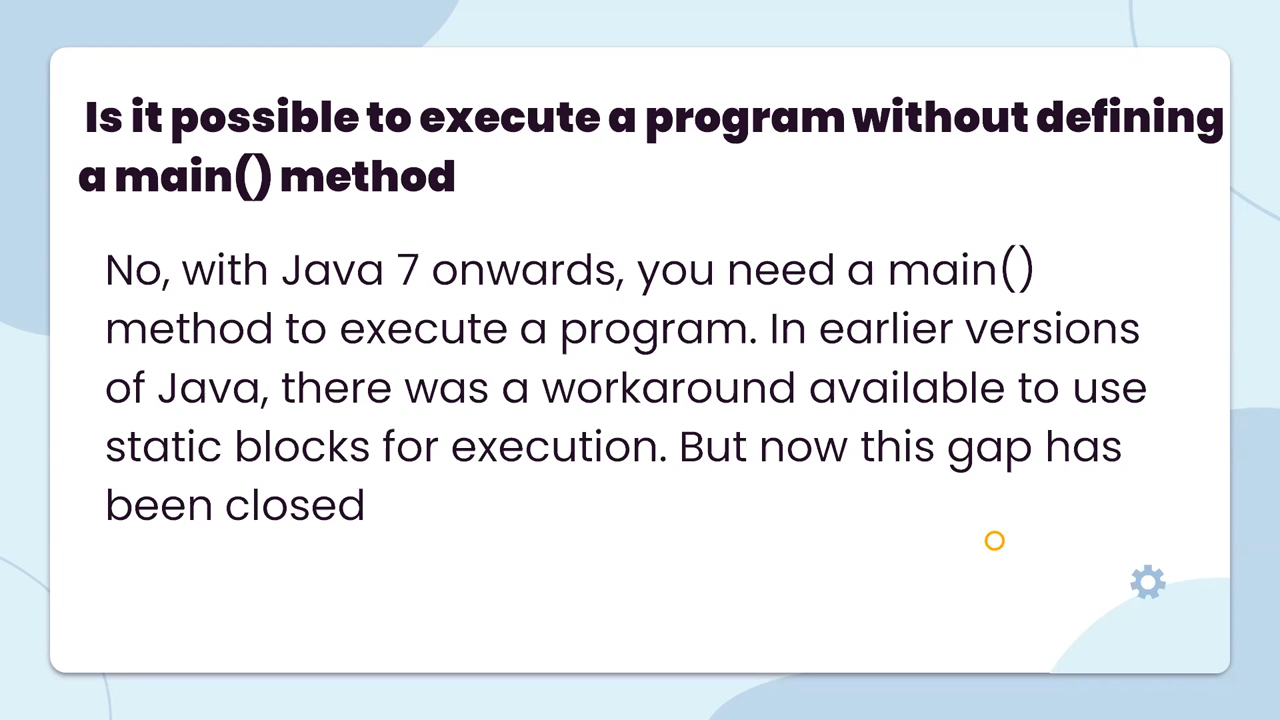 Is it possible to execute a program without defining
a main() method
No, with Java 7 onwards, you need a main()
method to execute a program. In earlier versions
of Java, there was a workaround available to use
static blocks for execution. But now this gap has
been closed